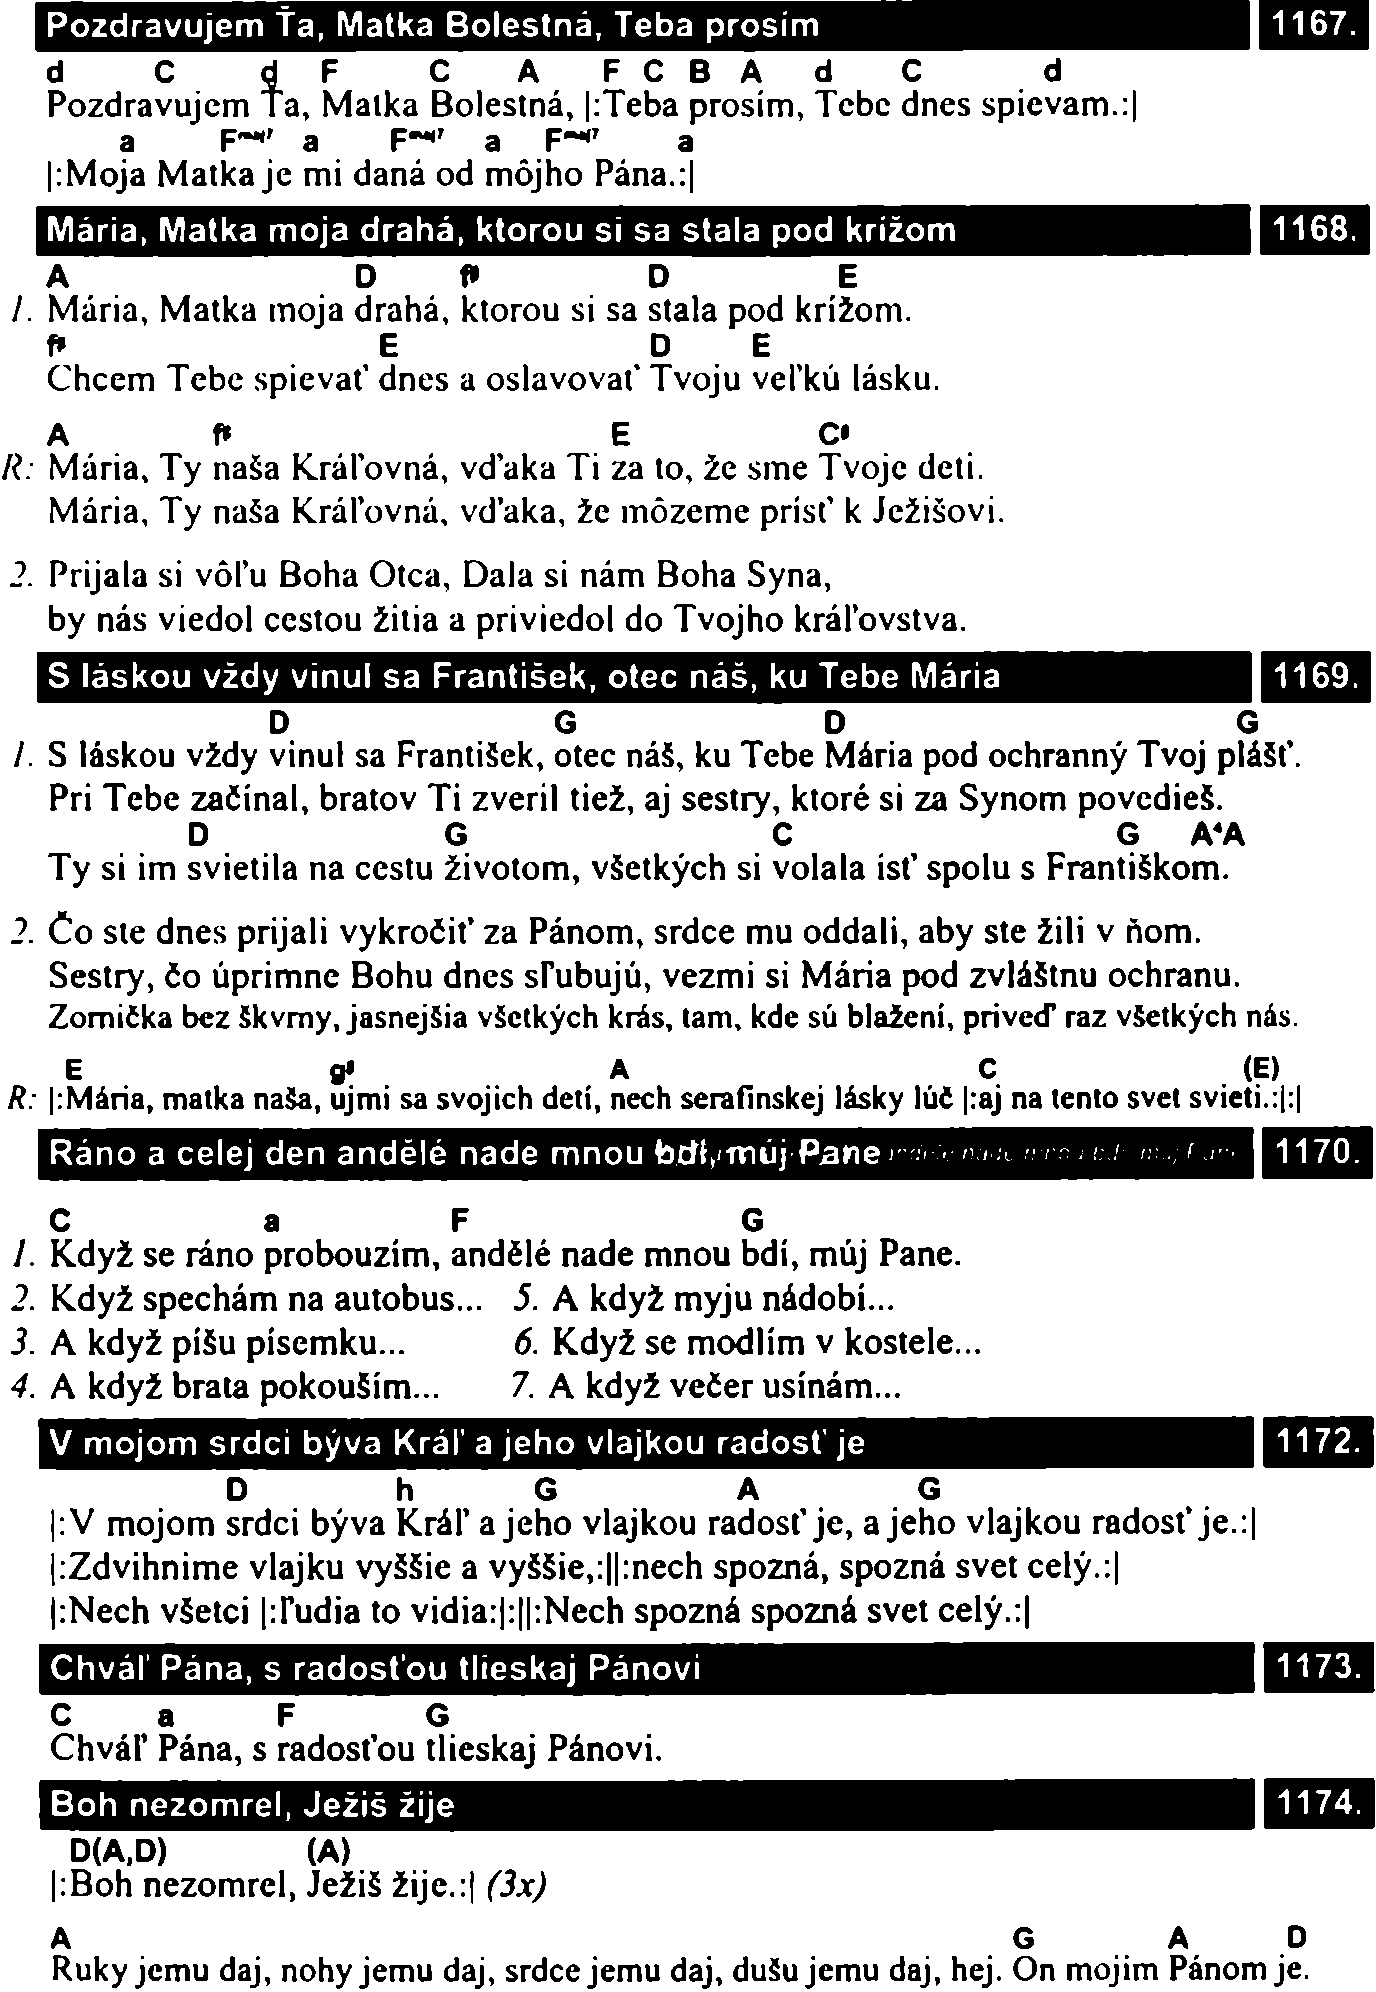 Pozdravujem Ťa, Matka Bolestná, Teba prosím 1167.
d C d F C A F C B A d C d
Pozdravujem Ťa, Matka Bolestná, |:Teba prosím, Tebe dnes spievam.:|
a Fmaj7 a Fmaj7 a Fmaj7 a
|:Moja Matka je mi daná od môjho Pána.:|
Mária, Matka moja drahá, ktorou si sa stala pod krížom 1168.
A D f# D E
1. Mária, Matka moja drahá, ktorou si sa stala pod krížom.
f# E D E
Chcem Tebe spievať dnes a oslavovať Tvoju veľkú lásku.
A f# E C#
R: Mária, Ty naša Kráľovná, vďaka Ti za to, že sme Tvoje deti.
Mária, Ty naša Kráľovná, vďaka, že môzeme prísť k Ježišovi.
2. Prijala si vôľu Boha Otca, Dala si nám Boha Syna,
by nás viedol cestou žitia a priviedol do Tvojho kráľovstva.
S láskou vždy vinul sa František, otec náš, ku Tebe Mária 1169.
D G D G
1. S láskou vždy vinul sa František, otec náš, ku Tebe Mária pod ochranný Tvoj plášť.
Pri Tebe začínal, bratov Ti zveril tiež, aj sestry, ktoré si za Synom povedieš.
D G C G A4A
Ty si im svietila na cestu životom, všetkých si volala ísť spolu s Františkom.
2. Čo ste dnes prijali vykročiť za Pánom, srdce mu oddali, aby ste žili v ňom.
Sestry, čo úprimne Bohu dnes sľubujú, vezmi si Mária pod zvláštnu ochranu.
Zornička bez škvrny, jasnejšia všetkých krás, tam, kde sú blažení, priveď raz všetkých nás.
E g# A C (E)
R: |:Mária, matka naša, ujmi sa svojich detí, nech serafínskej lásky lúč |:aj na tento svet svieti.:|:|
Ráno a celej den andělé nade mnou bdí, můj Pane 1170.
C a F G
1. Když se ráno probouzím, andělé nade mnou bdí, můj Pane.
2. Když spechám na autobus... 5. A když myju nádobí...
3. A když píšu písemku... 6. Když se modlím v kostele...
4. A když brata pokouším... 7. A když večer usínám...
V mojom srdci býva Kráľ a jeho vlajkou radosť je 1172.
D h G A G
|:V mojom srdci býva Kráľ a jeho vlajkou radosť je, a jeho vlajkou radosť je.:|
|:Zdvihnime vlajku vyššie a vyššie,:||:nech spozná, spozná svet celý.:|
|:Nech všetci |:ľudia to vidia:|:||:Nech spozná spozná svet celý.:|
Chváľ Pána, s radosťou tlieskaj Pánovi 1173.
C a F G
Chváľ Pána, s radosťou tlieskaj Pánovi.
Boh nezomrel, Ježiš žije 1174.
D(A,D) (A)
|:Boh nezomrel, Ježiš žije.:| (3x)
A G A D
Ruky jemu daj, nohy jemu daj, srdce jemu daj, dušu jemu daj, hej. On mojim Pánom je.